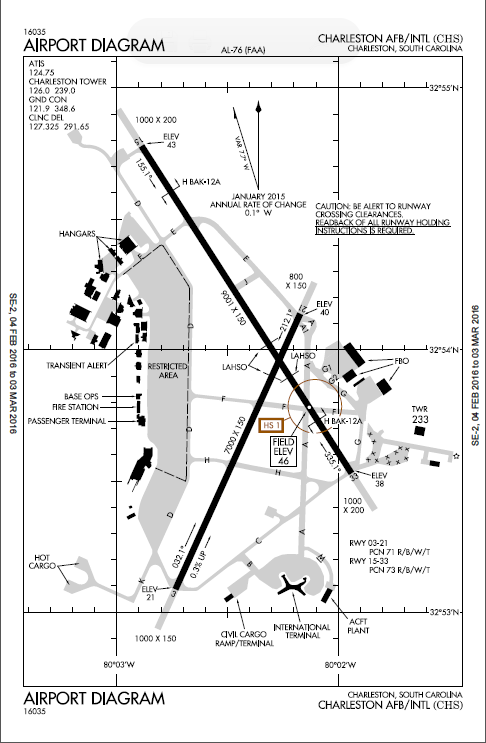 16035
AIRPORT DIAGRAM
AL-76 (FAA)
CHARLESTON AFB/INTL (CHS)
CHARLESTON, SOUTH CAROLINA
ATIS
124.75
CHARLESTON TOWER
126.0 239.0
GND CON
121.9 348.6
CLNC DEL
127.325 291.65
32°55'N
1000 X 200
ELEV
43
15
155.1°
H BAK-12A
VAR 7.7° W
JANUARY 2015
ANNUAL RATE OF CHANGE
0.1° W
CAUTION: BE ALERT TO RUNWAY
CROSSING CLEARANCES.
READBACK OF ALL RUNWAY HOLDING
INSTRUCTIONS IS REQUIRED.
D
HANGARS
F
E
E
J
800
X 150
9001 X 150
ELEV
40
21
212.1°
A
A
D
32°54'N
TRANSIENT ALERT
RESTRICTED
AREA
LAHSO
LAHSO
FBO
G1
G2
G
G
BASE OPS
FIRE STATION
PASSENGER TERMINAL
F
F
F
HS 1
H BAK-12A
TWR
233
7000 X 150
FIELD
ELEV
46
A
G
D
H
H
335.1°
33
ELEV
38
1000
X 200
D
032.1°
0.3% UP
C
A
M
B
RWY 03-21
PCN 71 R/B/W/T
RWY 15-33
PCN 73 R/B/W/T
HOT
CARGO
K
ELEV
21
3
32°53'N
1000 X 150
CIVIL CARGO
RAMP/TERMINAL
INTERNATIONAL
TERMINAL
ACFT
PLANT
80°03'W
80°02'W
SE-2, 04 FEB 2016 to 03 MAR 2016
SE-2, 04 FEB 2016 to 03 MAR 2016
AIRPORT DIAGRAM
16035
CHARLESTON, SOUTH CAROLINA
CHARLESTON AFB/INTL (CHS)